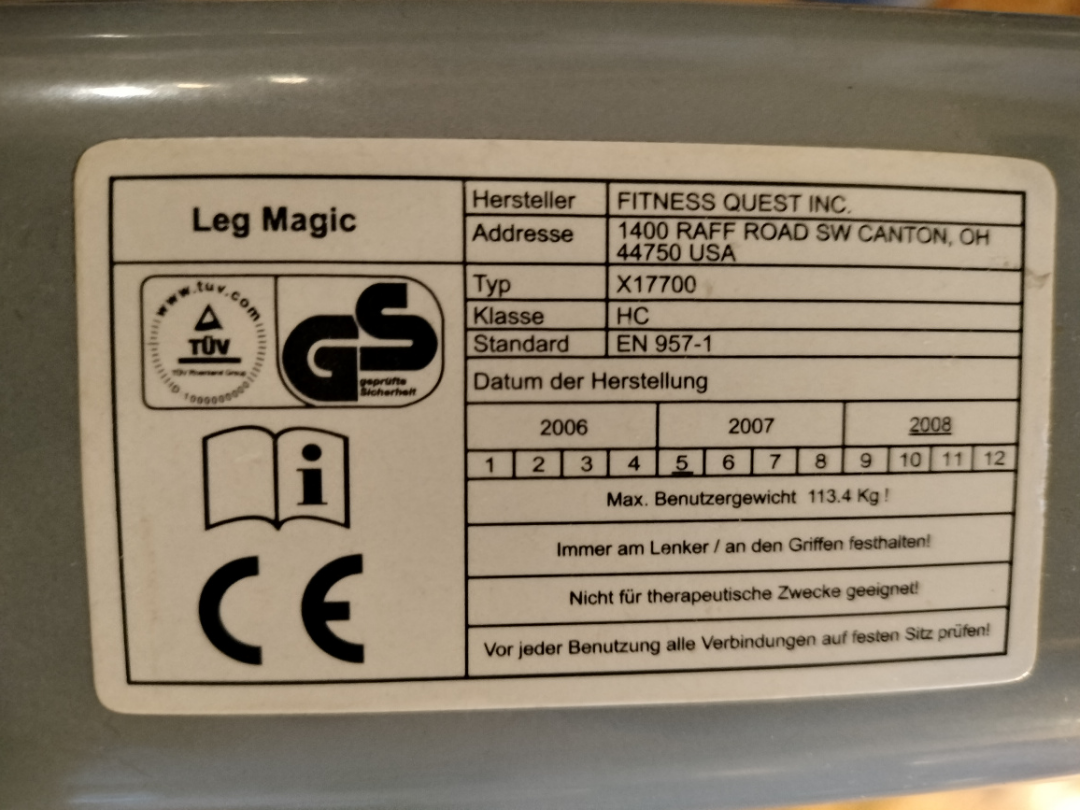 Leg Magic
Hersteller FITNESS QUEST INC.
Addresse 1400 RAFF ROAD SW CANTON, OH
44750 USA
Typ X17700
Klasse HC
Standard EN 957-1
Datum der Herstellung
2006 2007 2008
1 2 3 4 5 6 7 8 9 10 11 12
Max. Benutzergewicht 113.4 Kg !
Immer am Lenker / an den Griffen festhalten!
Nicht für therapeutische Zwecke geeignet!
Vor jeder Benutzung alle Verbindungen auf festen Sitz prüfen!
www.tuv.com
TÜV
TÜV Rheinland Group
GS
geprüfte
Sicherheit
i
CE